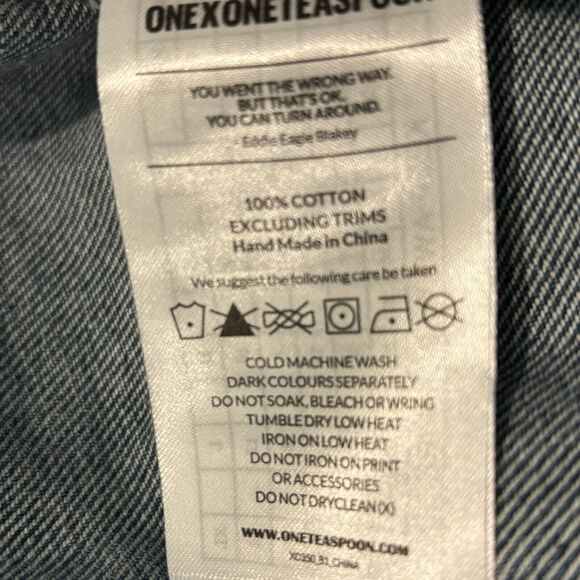 ONEXONETEASPOON
YOU WENT THE WRONG WAY.
BUT THAT'S OK.
YOU CAN TURN AROUND.
- Eddie Eagle Blakey
100% COTTON
EXCLUDING TRIMS
Hand Made in China
We suggest the following care be taken
COLD MACHINE WASH
DARK COLOURS SEPARATELY
DO NOT SOAK, BLEACH OR WRING
TUMBLE DRY LOW HEAT
IRON ON LOW HEAT
DO NOT IRON ON PRINT
OR ACCESSORIES
DO NOT DRYCLEAN (X)
WWW.ONETEASPOON.COM